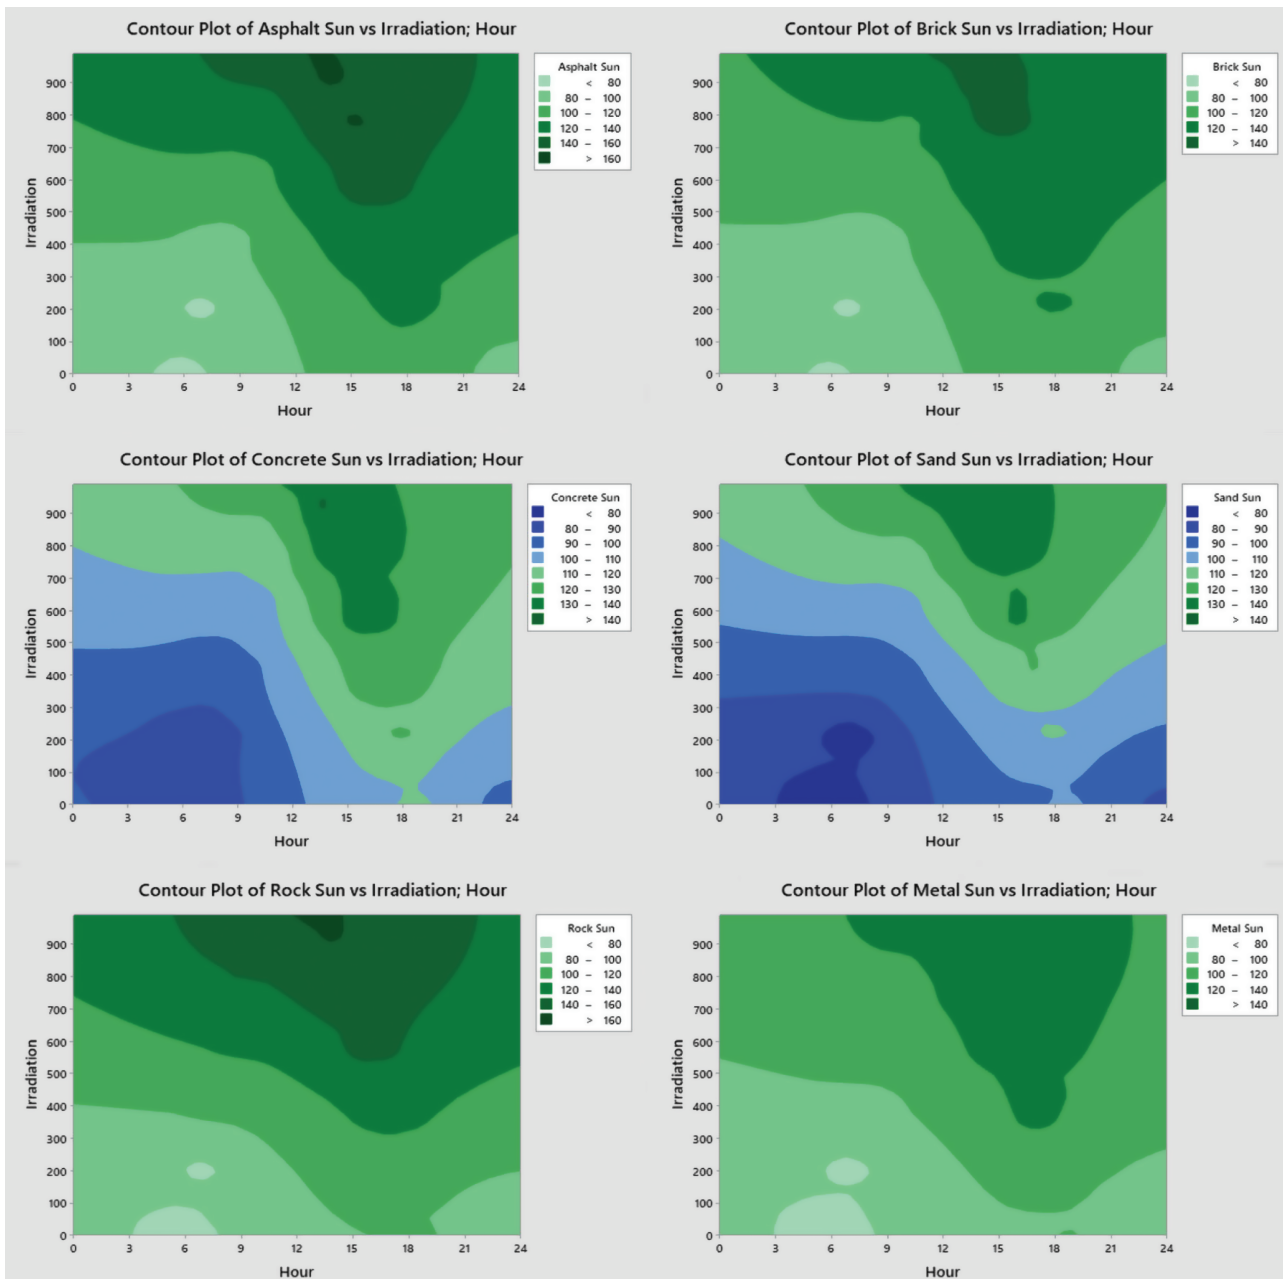 Contour Plot of Asphalt Sun vs Irradiation; Hour
Irradiation
900
800
700
600
500
400
300
200
100
0
0 3 6 9 12 15 18 21 24
Hour
Asphalt Sun
< 80
80 – 100
100 – 120
120 – 140
140 – 160
> 160
Contour Plot of Brick Sun vs Irradiation; Hour
Irradiation
900
800
700
600
500
400
300
200
100
0
0 3 6 9 12 15 18 21 24
Hour
Brick Sun
< 80
80 – 100
100 – 120
120 – 140
> 140
Contour Plot of Concrete Sun vs Irradiation; Hour
Irradiation
900
800
700
600
500
400
300
200
100
0
0 3 6 9 12 15 18 21 24
Hour
Concrete Sun
< 80
80 – 90
90 – 100
100 – 110
110 – 120
120 – 130
130 – 140
> 140
Contour Plot of Sand Sun vs Irradiation; Hour
Irradiation
900
800
700
600
500
400
300
200
100
0
0 3 6 9 12 15 18 21 24
Hour
Sand Sun
< 80
80 – 90
90 – 100
100 – 110
110 – 120
120 – 130
130 – 140
> 140
Contour Plot of Rock Sun vs Irradiation; Hour
Irradiation
900
800
700
600
500
400
300
200
100
0
0 3 6 9 12 15 18 21 24
Hour
Rock Sun
< 80
80 – 100
100 – 120
120 – 140
140 – 160
> 160
Contour Plot of Metal Sun vs Irradiation; Hour
Irradiation
900
800
700
600
500
400
300
200
100
0
0 3 6 9 12 15 18 21 24
Hour
Metal Sun
< 80
80 – 100
100 – 120
120 – 140
> 140